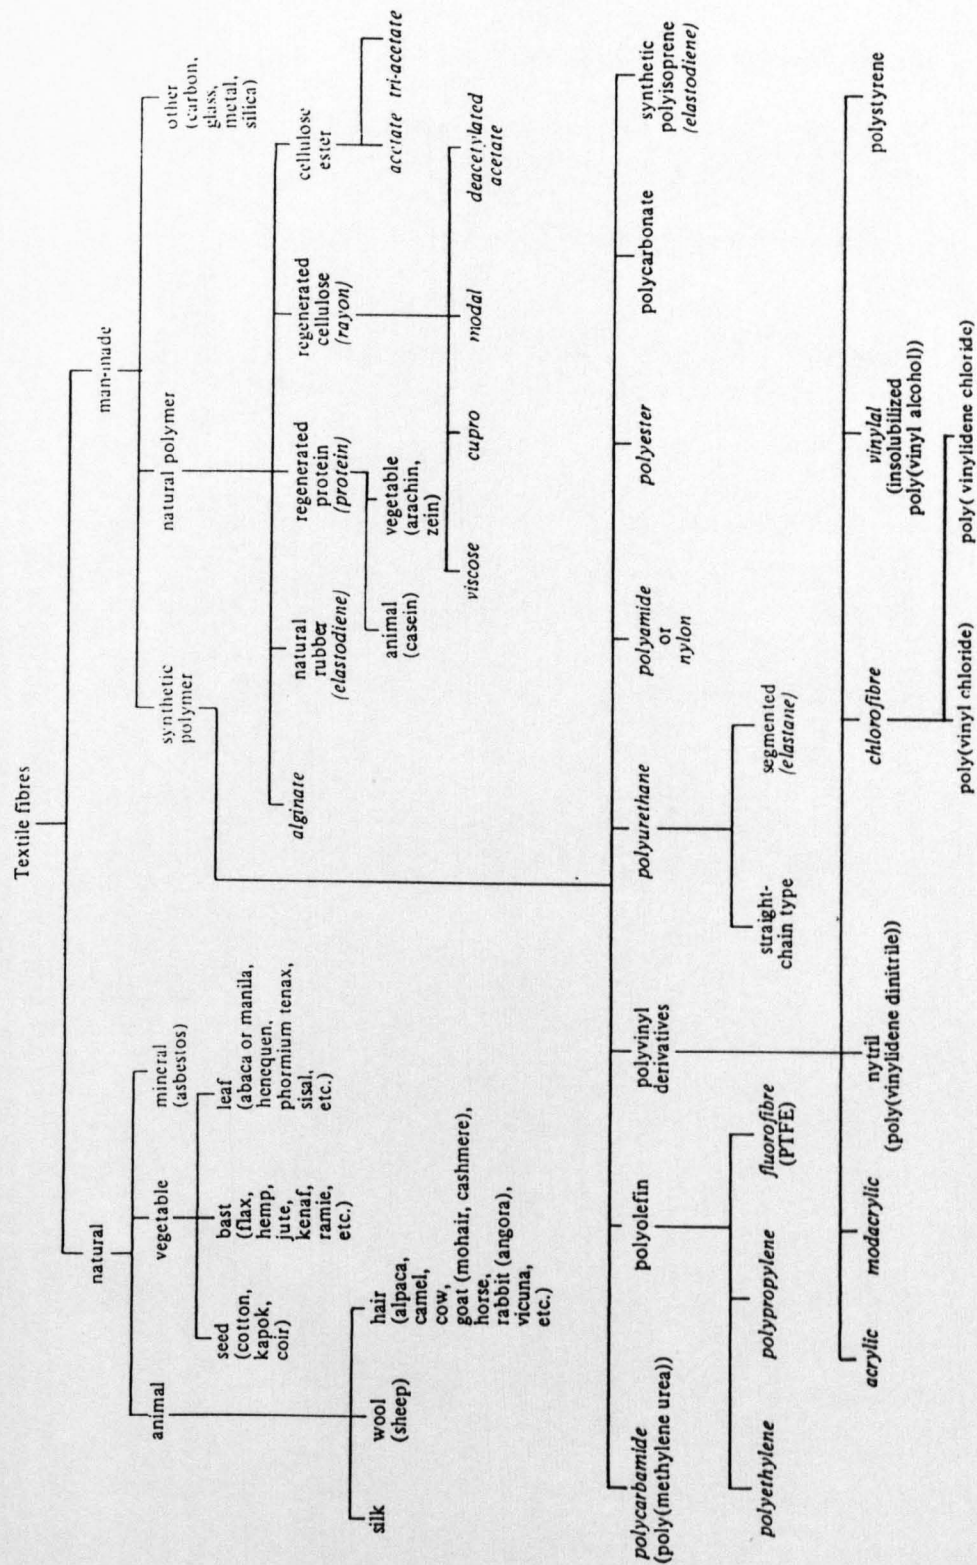 Textile fibres
natural
man-made
animal
vegetable
mineral
(asbestos)
synthetic
polymer
natural polymer
other
(carbon,
glass,
metal,
silica)
seed
(cotton,
kapok,
coir)
bast
(flax,
hemp,
jute,
kenaf,
ramie,
etc.)
leaf
(abaca or manila,
henequen,
phormium tenax,
sisal,
etc.)
alginate
natural
rubber
(elastodiene)
regenerated
protein
(protein)
regenerated
cellulose
(rayon)
cellulose
ester
silk
wool
(sheep)
hair
(alpaca,
camel,
cow,
goat (mohair, cashmere),
horse,
rabbit (angora),
vicuna,
etc.)
animal
(casein)
vegetable
(arachin,
zein)
acetate
tri-acetate
viscose
cupro
modal
deacetylated
acetate
polycarbamide
(poly(methylene urea))
polyolefin
polyvinyl
derivatives
polyurethane
polyamide
or
nylon
polyester
polycarbonate
synthetic
polyisoprene
(elastodiene)
polyethylene
polypropylene
fluorofibre
(PTFE)
straight-
chain type
segmented
(elastane)
acrylic
modacrylic
nytril
(poly(vinylidene dinitrile))
chlorofibre
vinylal
(insolubilized
poly(vinyl alcohol))
polystyrene
poly(vinyl chloride)
poly( vinylidene chloride)